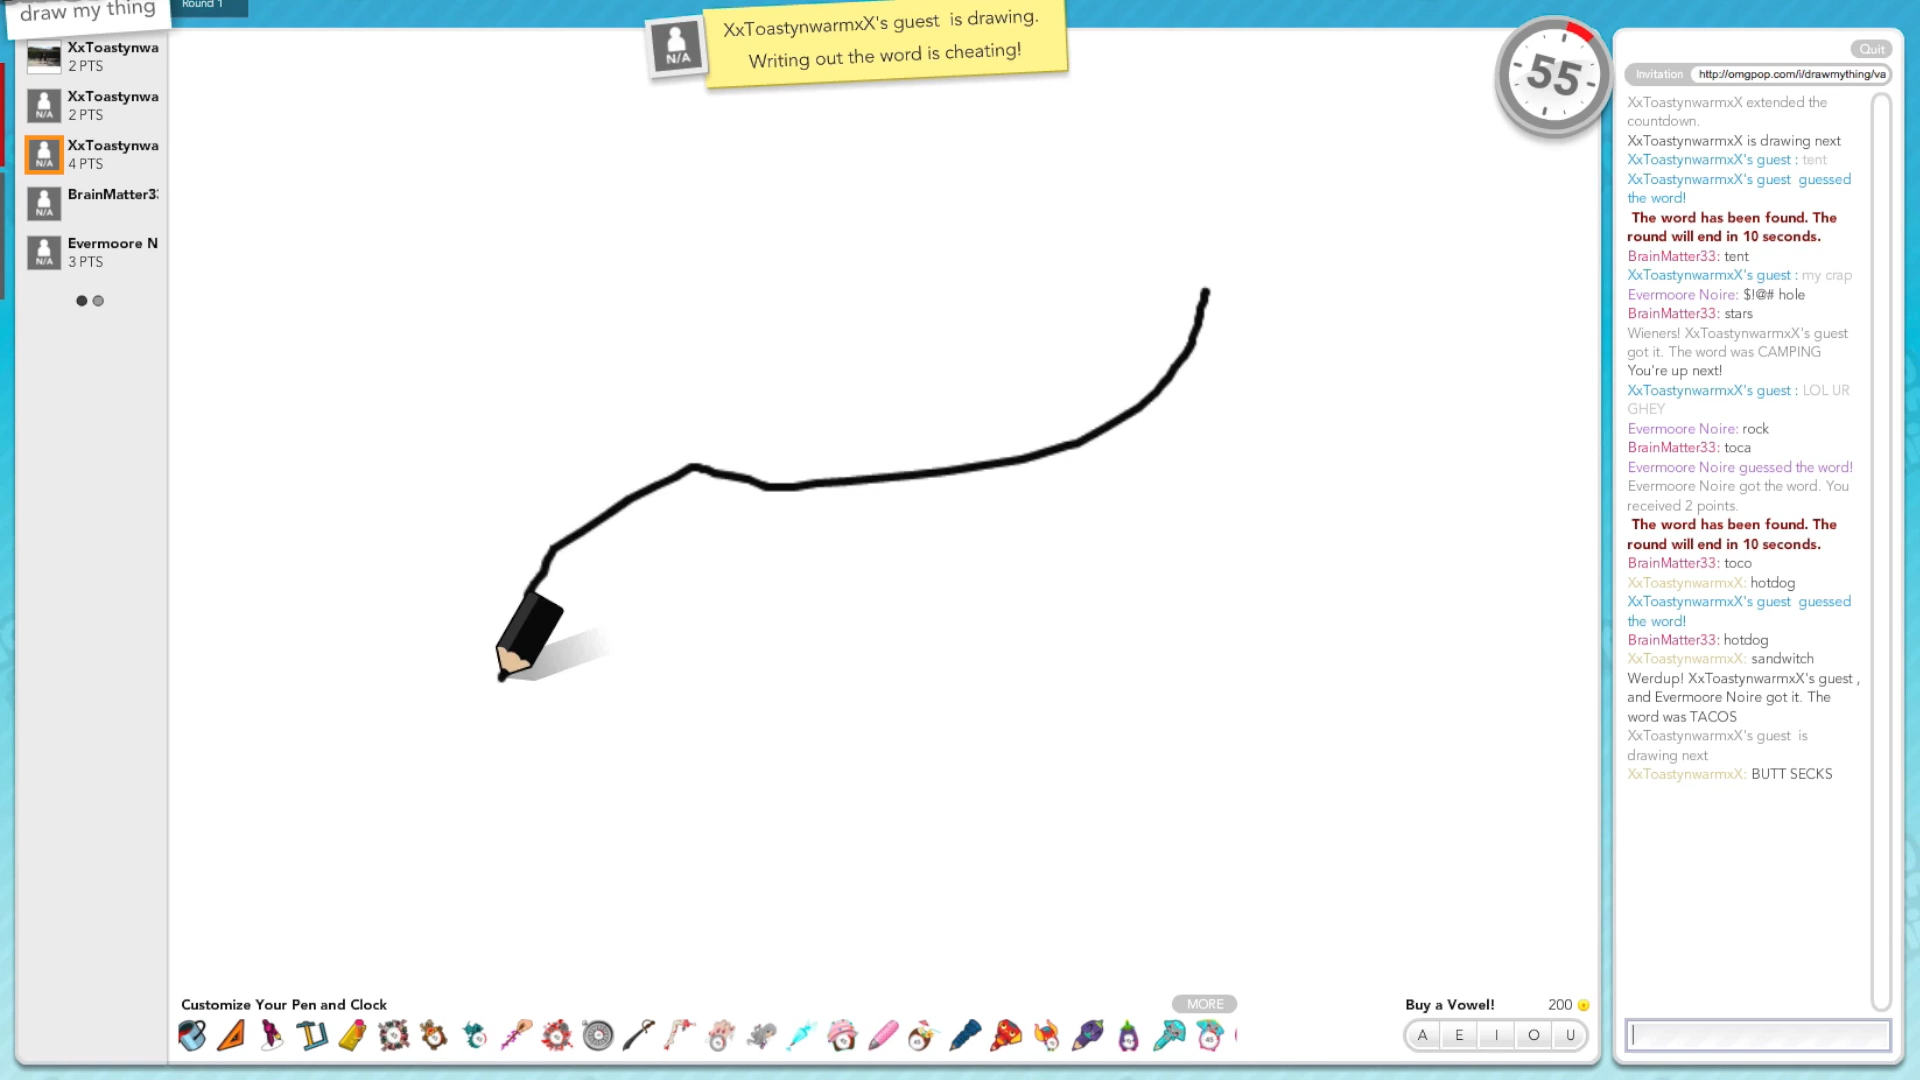 draw my thing
Round 1
XxToastynwa
2 PTS
XxToastynwa
2 PTS
XxToastynwa
4 PTS
BrainMatter3
Evermoore N
3 PTS
N/A
N/A
N/A
N/A
N/A
XxToastynwarmxX's guest is drawing.
Writing out the word is cheating!
55
Quit
Invitation http://omgpop.com/i/drawmything/va
XxToastynwarmxX extended the
countdown.
XxToastynwarmxX is drawing next
XxToastynwarmxX's guest : tent
XxToastynwarmxX's guest guessed
the word!
The word has been found. The
round will end in 10 seconds.
BrainMatter33: tent
XxToastynwarmxX's guest : my crap
Evermoore Noire: $!@# hole
BrainMatter33: stars
Wieners! XxToastynwarmxX's guest
got it. The word was CAMPING
You're up next!
XxToastynwarmxX's guest : LOL UR
GHEY
Evermoore Noire: rock
BrainMatter33: toca
Evermoore Noire guessed the word!
Evermoore Noire got the word. You
received 2 points.
The word has been found. The
round will end in 10 seconds.
BrainMatter33: toco
XxToastynwarmxX: hotdog
XxToastynwarmxX's guest guessed
the word!
BrainMatter33: hotdog
XxToastynwarmxX: sandwitch
Werdup! XxToastynwarmxX's guest ,
and Evermoore Noire got it. The
word was TACOS
XxToastynwarmxX's guest is
drawing next
XxToastynwarmxX: BUTT SECKS
Customize Your Pen and Clock
MORE
Buy a Vowel! 200
A E I O U